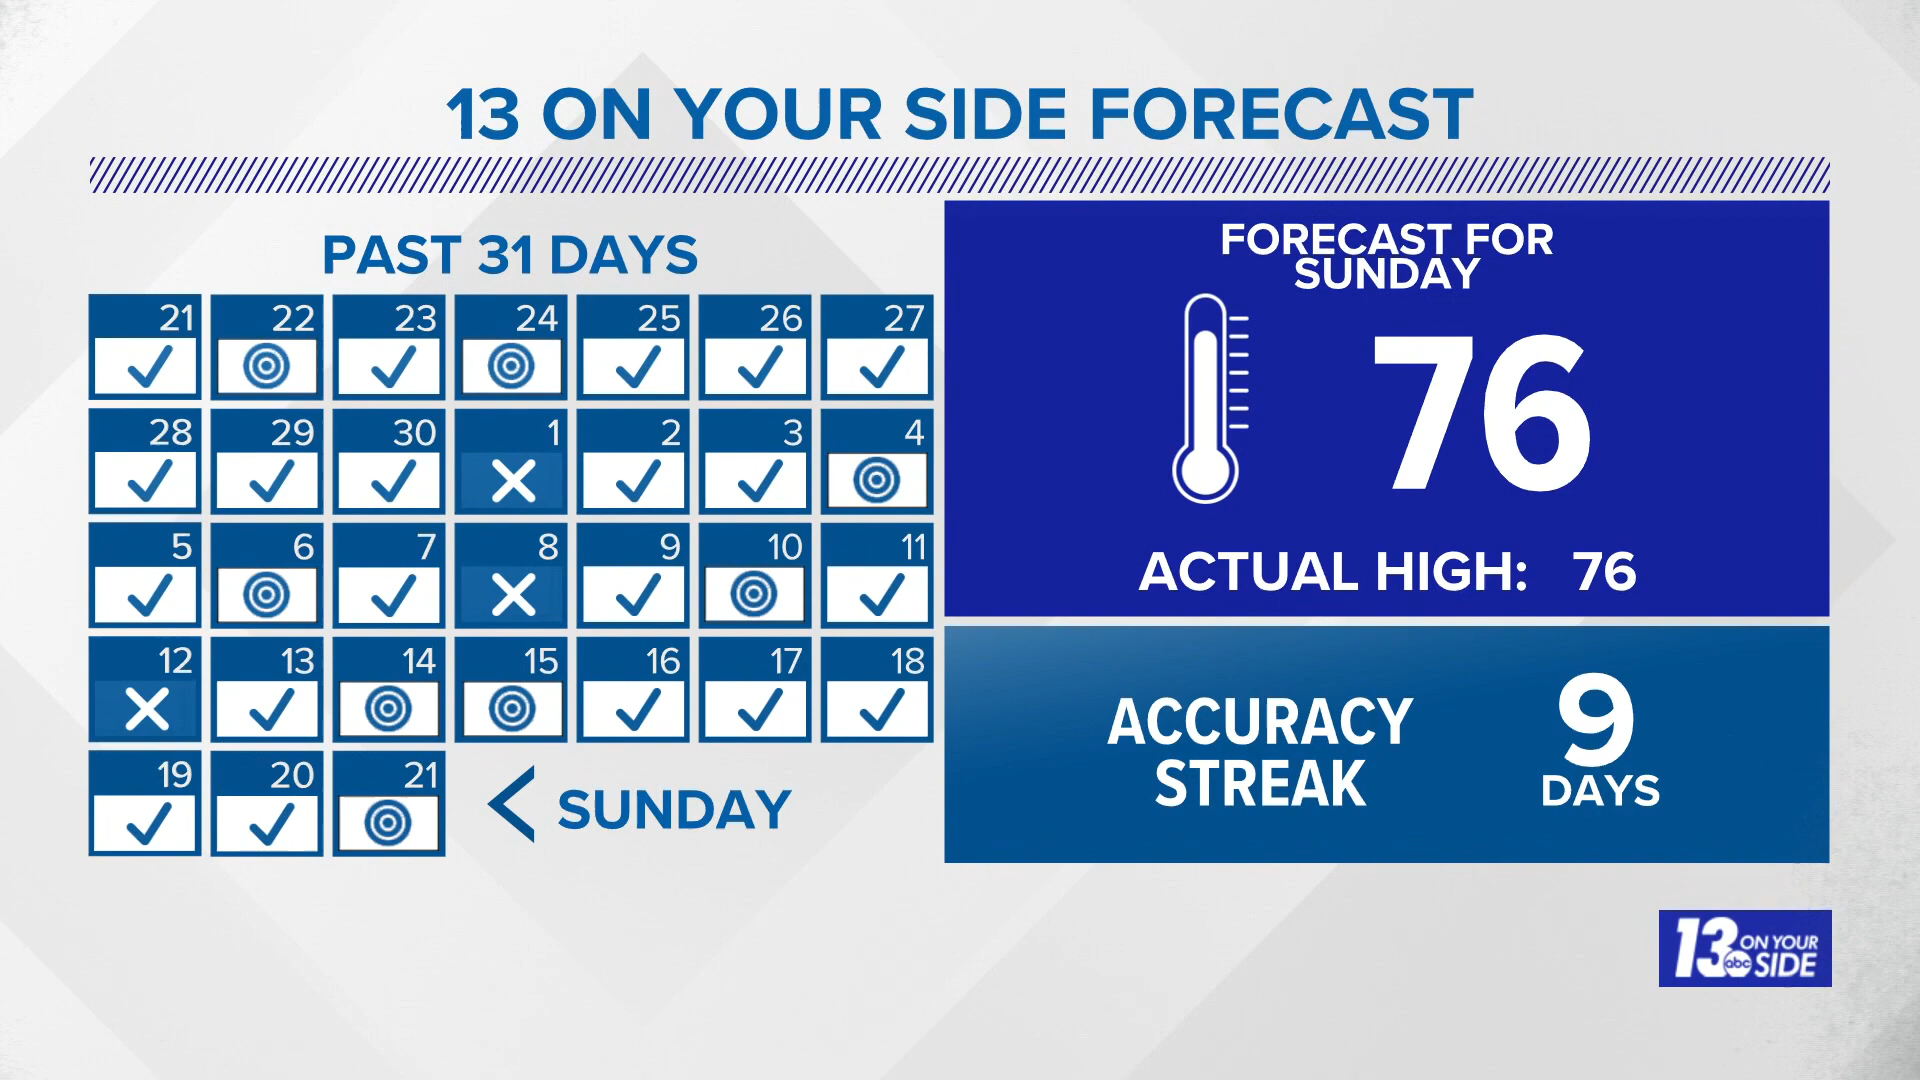 13 ON YOUR SIDE FORECAST
PAST 31 DAYS
21 22 23 24 25 26 27
28 29 30 1 2 3 4
5 6 7 8 9 10 11
12 13 14 15 16 17 18
19 20 21
SUNDAY
FORECAST FOR
SUNDAY
76
ACTUAL HIGH: 76
ACCURACY
STREAK
9
DAYS
13 abc ON YOUR
SIDE